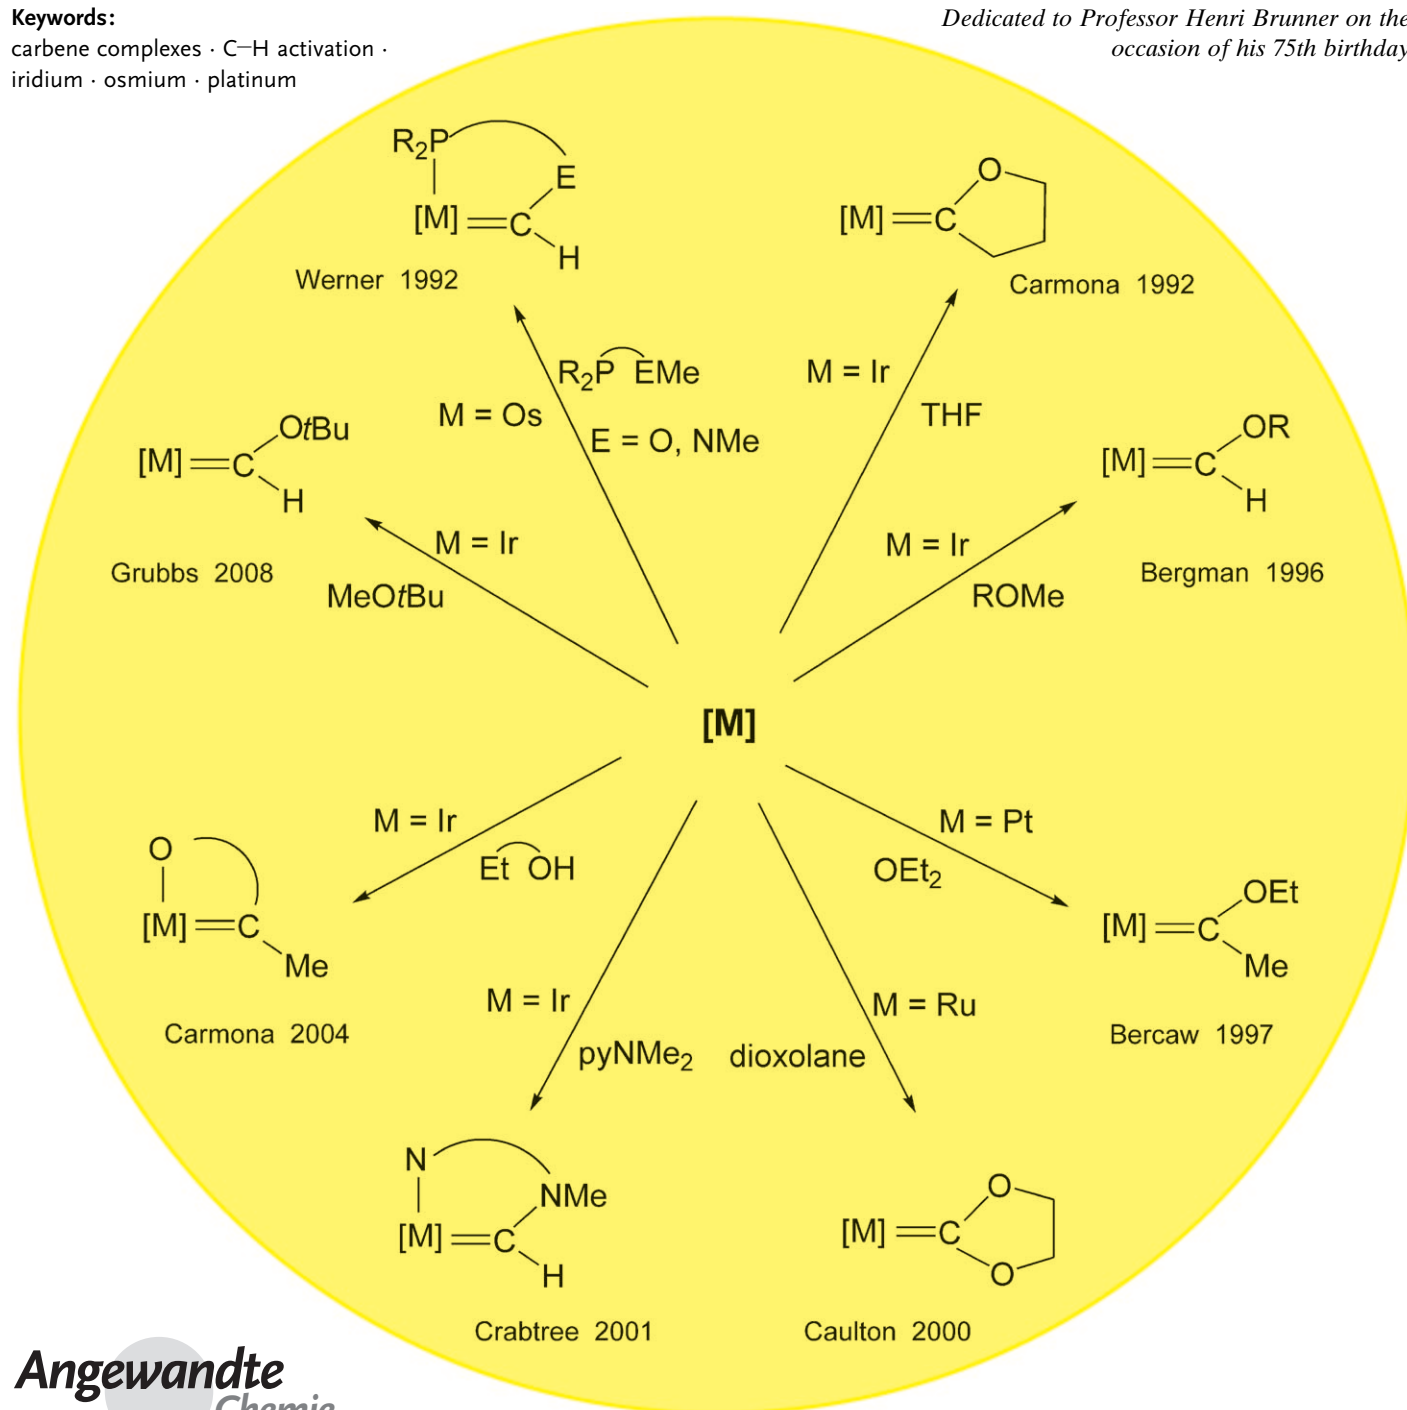 Keywords:
carbene complexes · C–H activation ·
iridium · osmium · platinum
Dedicated to Professor Henri Brunner on the
occasion of his 75th birthday
R₂P
E
[M]=C
H
Werner 1992
O
[M]=C
Carmona 1992
R₂P EMe
M = Os
E = O, NMe
M = Ir
THF
OtBu
[M]=C
H
Grubbs 2008
M = Ir
MeOtBu
OR
[M]=C
H
Bergman 1996
M = Ir
ROMe
[M]
M = Ir
Et OH
O
[M]=C
Me
Carmona 2004
M = Pt
OEt₂
OEt
[M]=C
Me
Bercaw 1997
M = Ir
pyNMe₂
N
NMe
[M]=C
H
Crabtree 2001
M = Ru
dioxolane
O
[M]=C
O
Caulton 2000
Angewandte
Chemie